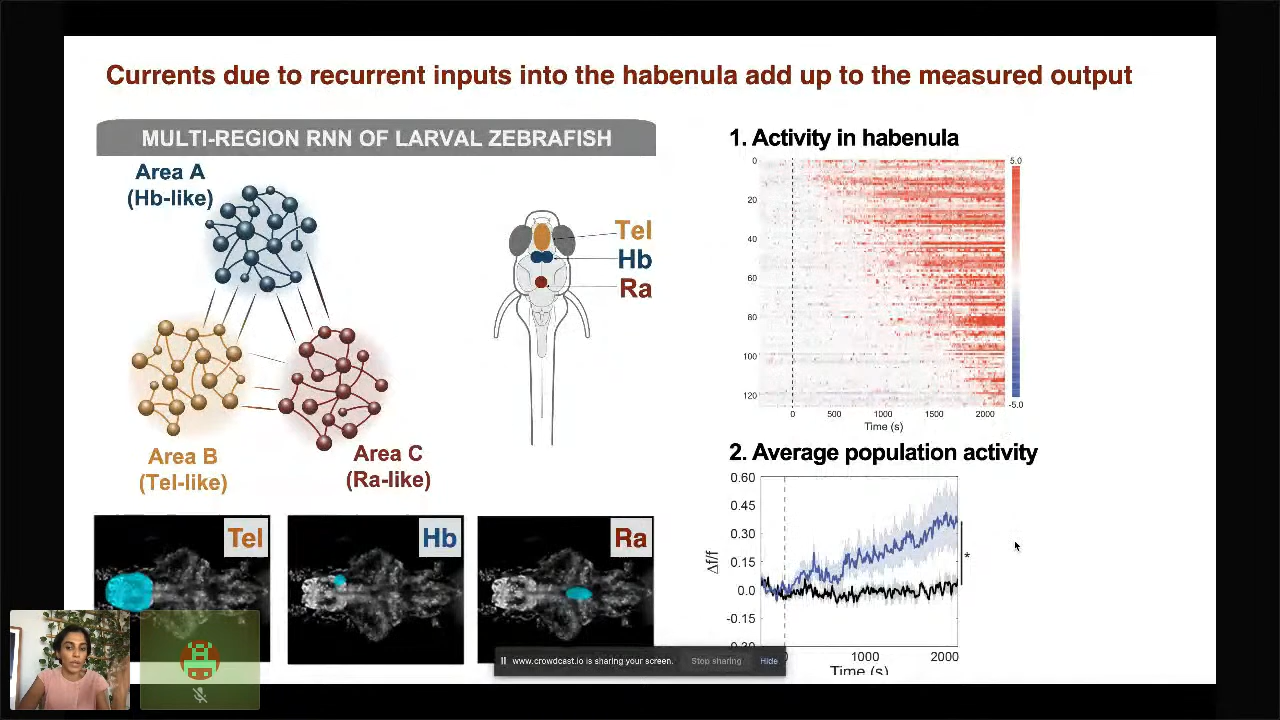 Currents due to recurrent inputs into the habenula add up to the measured output
MULTI-REGION RNN OF LARVAL ZEBRAFISH
Area A
(Hb-like)
Area B
(Tel-like)
Area C
(Ra-like)
Tel
Hb
Ra
Tel
Hb
Ra
1. Activity in habenula
0
20
40
60
80
100
120
0 500 1000 1500 2000
Time (s)
5.0
-5.0
2. Average population activity
0.60
0.45
0.30
0.15
0.0
-0.15
Δf/f
*
1000 2000
Time (s)
www.crowdcast.io is sharing your screen. Stop sharing Hide